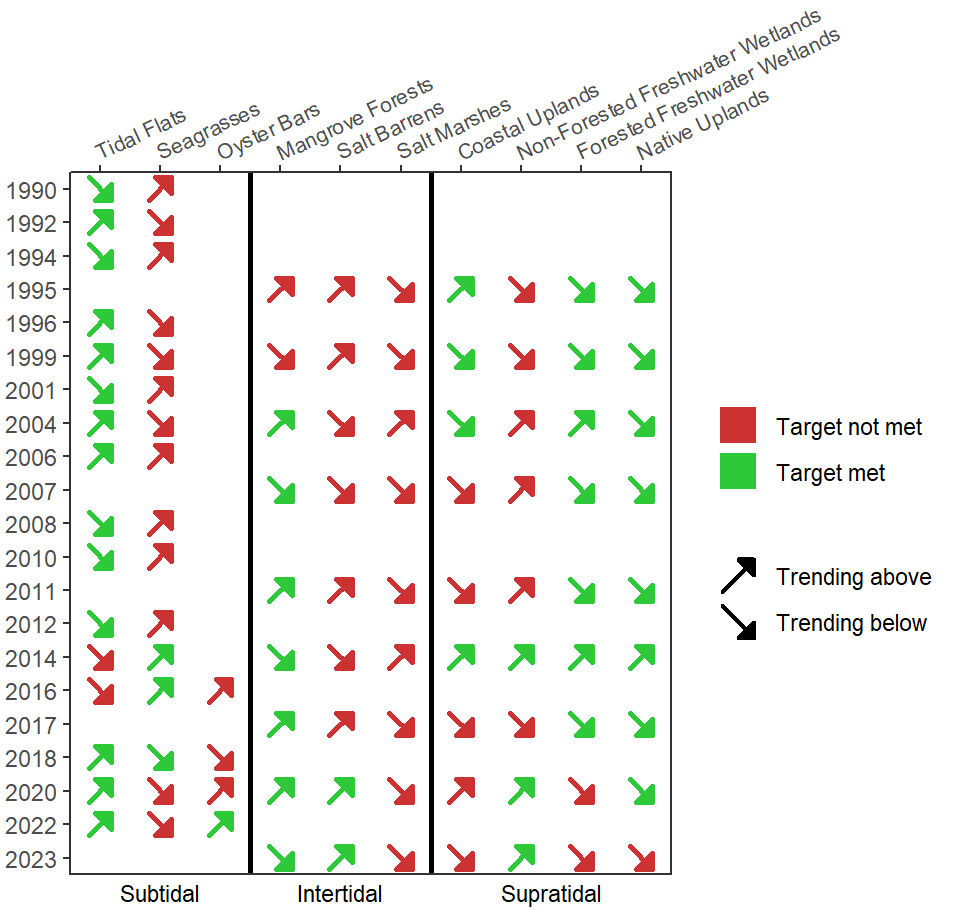 Tidal Flats
Seagrasses
Oyster Bars
Mangrove Forests
Salt Barrens
Salt Marshes
Coastal Uplands
Non-Forested Freshwater Wetlands
Forested Freshwater Wetlands
Native Uplands
1990
1992
1994
1995
1996
1999
2001
2004
2006
2007
2008
2010
2011
2012
2014
2016
2017
2018
2020
2022
2023
Subtidal
Intertidal
Supratidal
Target not met
Target met
Trending above
Trending below